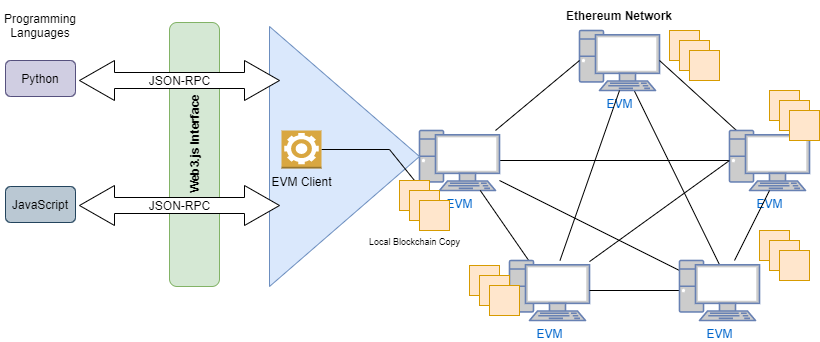 Programming
Languages
Ethereum Network
Python
JSON-RPC
Web3.js Interface
EVM
EVM Client
JavaScript
JSON-RPC
EVM
EVM
Local Blockchain Copy
EVM
EVM